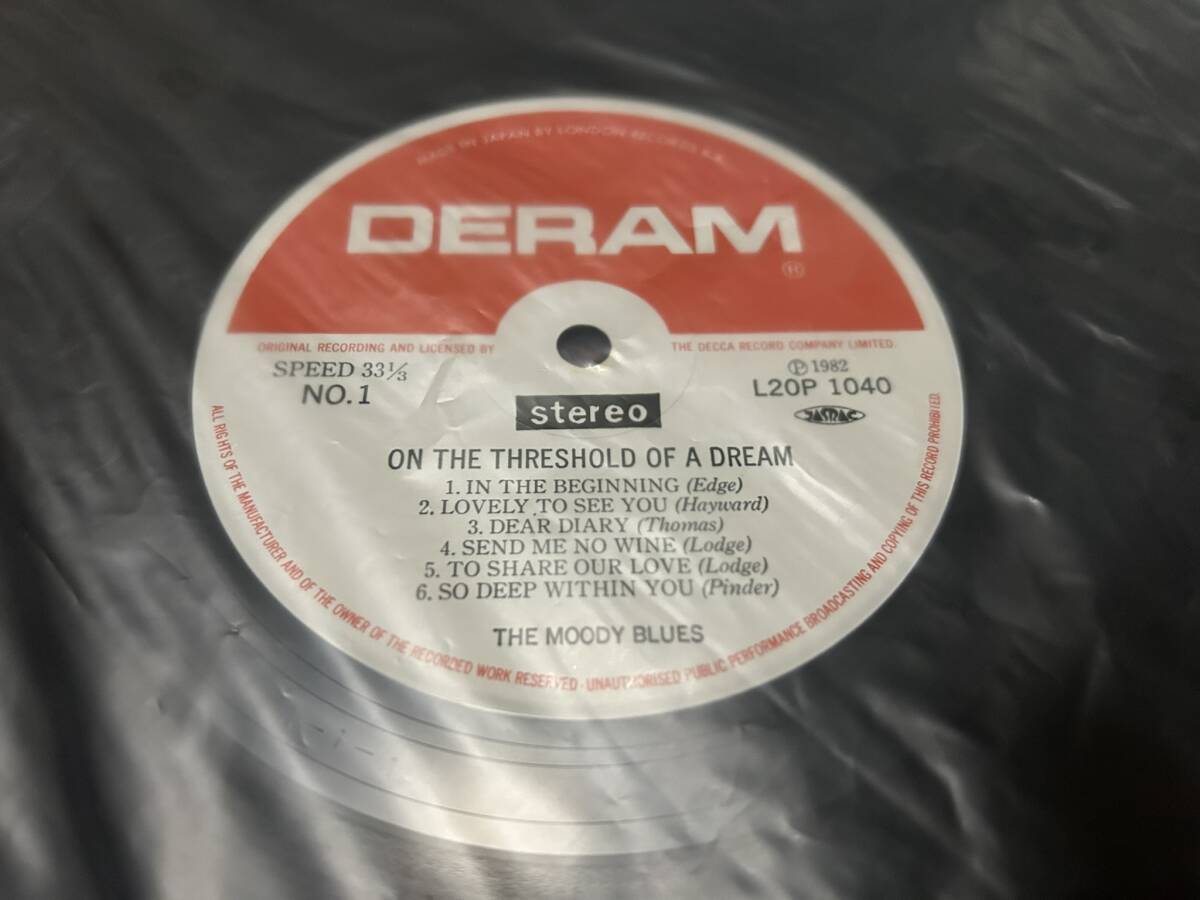 MADE IN JAPAN BY LONDON RECORDS K.K.
DERAM
®
ORIGINAL RECORDING AND LICENSED BY THE DECCA RECORD COMPANY LIMITED.
SPEED 33⅓
NO.1
stereo
Ⓟ1982
L20P 1040
JASRAC
ON THE THRESHOLD OF A DREAM
1. IN THE BEGINNING (Edge)
2. LOVELY TO SEE YOU (Hayward)
3. DEAR DIARY (Thomas)
4. SEND ME NO WINE (Lodge)
5. TO SHARE OUR LOVE (Lodge)
6. SO DEEP WITHIN YOU (Pinder)
THE MOODY BLUES
ALL RIGHTS OF THE MANUFACTURER AND OF THE OWNER OF THE RECORDED WORK RESERVED · UNAUTHORISED PUBLIC PERFORMANCE BROADCASTING AND COPYING OF THIS RECORD PROHIBITED.